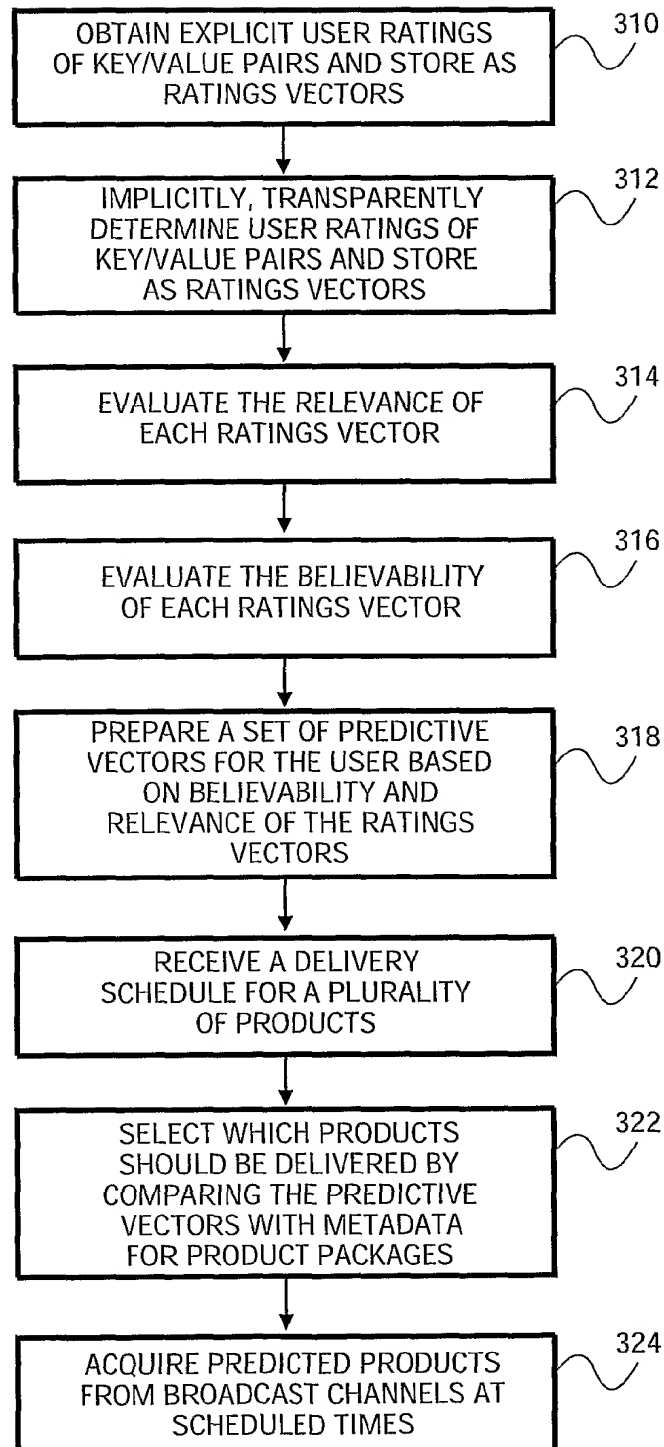 OBTAIN EXPLICIT USER RATINGS
OF KEY/VALUE PAIRS AND STORE AS
RATINGS VECTORS
310
IMPLICITLY, TRANSPARENTLY
DETERMINE USER RATINGS OF
KEY/VALUE PAIRS AND STORE
AS RATINGS VECTORS
312
EVALUATE THE RELEVANCE OF
EACH RATINGS VECTOR
314
EVALUATE THE BELIEVABILITY
OF EACH RATINGS VECTOR
316
PREPARE A SET OF PREDICTIVE
VECTORS FOR THE USER BASED
ON BELIEVABILITY AND
RELEVANCE OF THE RATINGS
VECTORS
318
RECEIVE A DELIVERY
SCHEDULE FOR A PLURALITY
OF PRODUCTS
320
SELECT WHICH PRODUCTS
SHOULD BE DELIVERED BY
COMPARING THE PREDICTIVE
VECTORS WITH METADATA
FOR PRODUCT PACKAGES
322
ACQUIRE PREDICTED PRODUCTS
FROM BROADCAST CHANNELS AT
SCHEDULED TIMES
324